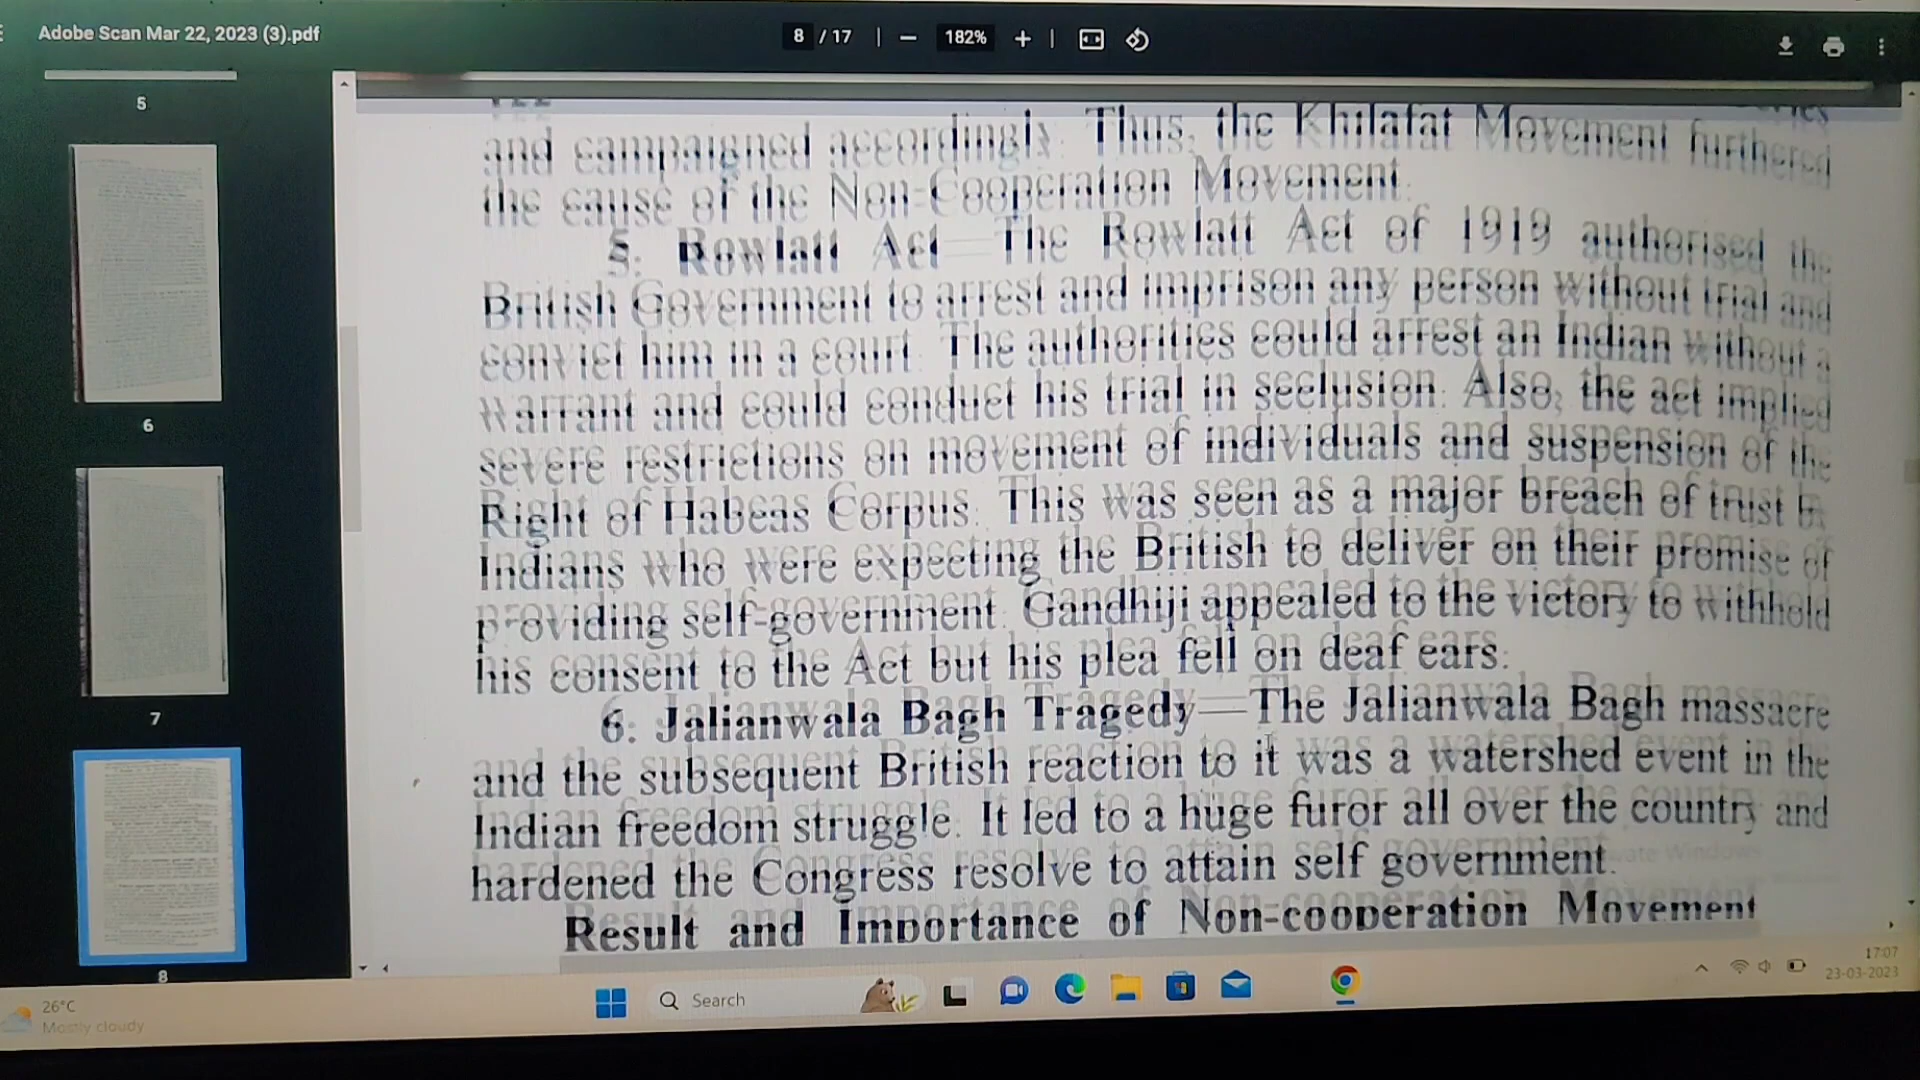 Adobe Scan Mar 22, 2023 (3).pdf
8 / 17
182%
5
6
7
8
and campaigned accordingly. Thus, the Khilafat Movement furthered
the cause of the Non-Cooperation Movement.
5. Rowlatt Act—The Rowlatt Act of 1919 authorised the
British Government to arrest and imprison any person without trial and
convict him in a court. The authorities could arrest an Indian without a
warrant and could conduct his trial in seclusion. Also, the act implied
severe restrictions on movement of individuals and suspension of the
Right of Habeas Corpus. This was seen as a major breach of trust by
Indians who were expecting the British to deliver on their promise of
providing self-government. Gandhiji appealed to the victory to withhold
his consent to the Act but his plea fell on deaf ears.
6. Jalianwala Bagh Tragedy—The Jalianwala Bagh massacre
and the subsequent British reaction to it was a watershed event in the
Indian freedom struggle. It led to a huge furor all over the country and
hardened the Congress resolve to attain self government.
Result and Importance of Non-cooperation Movement
26°C
Mostly cloudy
Search
17:07
23-03-2023